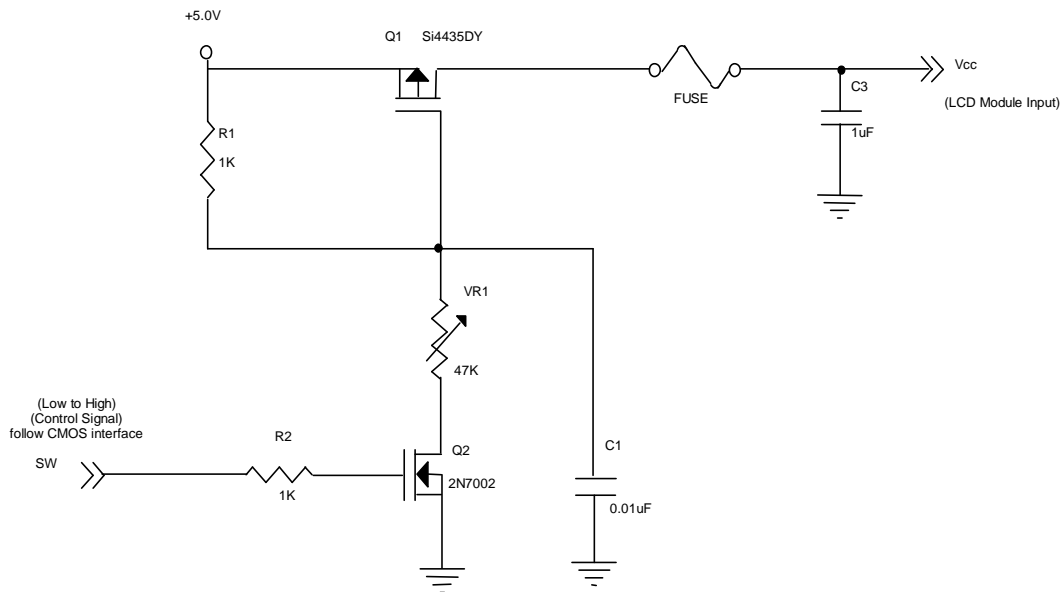 +5.0V
Q1 Si4435DY
Vcc
FUSE
C3
(LCD Module Input)
R1
1uF
1K
VR1
47K
(Low to High)
(Control Signal)
follow CMOS interface
R2
Q2
C1
SW
2N7002
1K
0.01uF